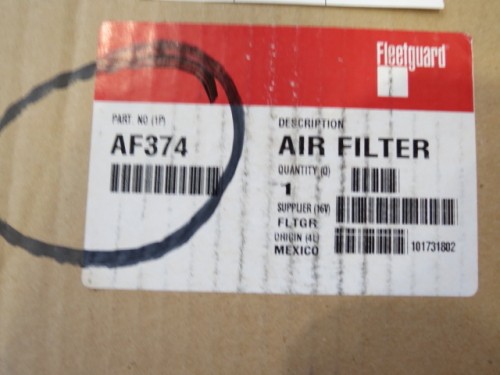 Fleetguard
PART. NO (1P)
AF374
DESCRIPTION
AIR FILTER
QUANTITY (Q)
1
SUPPLIER (16V)
FLTGR
ORIGIN (4L)
MEXICO
101731802